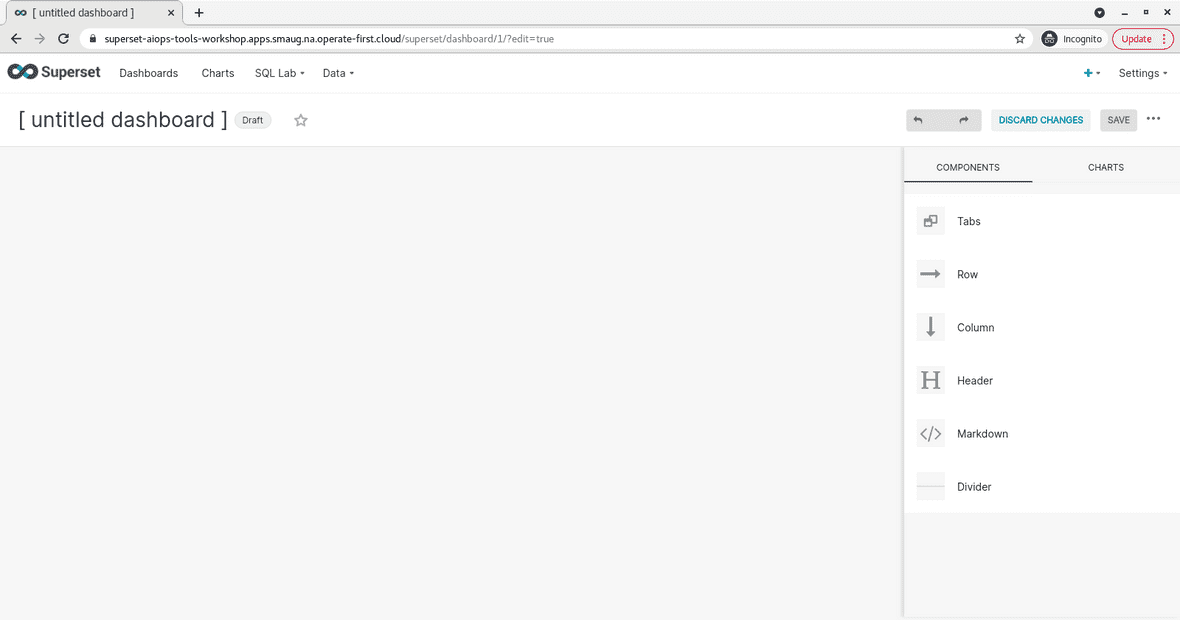 [ untitled dashboard ]
superset-aiops-tools-workshop.apps.smaug.na.operate-first.cloud/superset/dashboard/1/?edit=true
Incognito
Update
Superset
Dashboards
Charts
SQL Lab
Data
Settings
[ untitled dashboard ]
Draft
DISCARD CHANGES
SAVE
COMPONENTS
CHARTS
Tabs
Row
Column
H
Header
Markdown
Divider